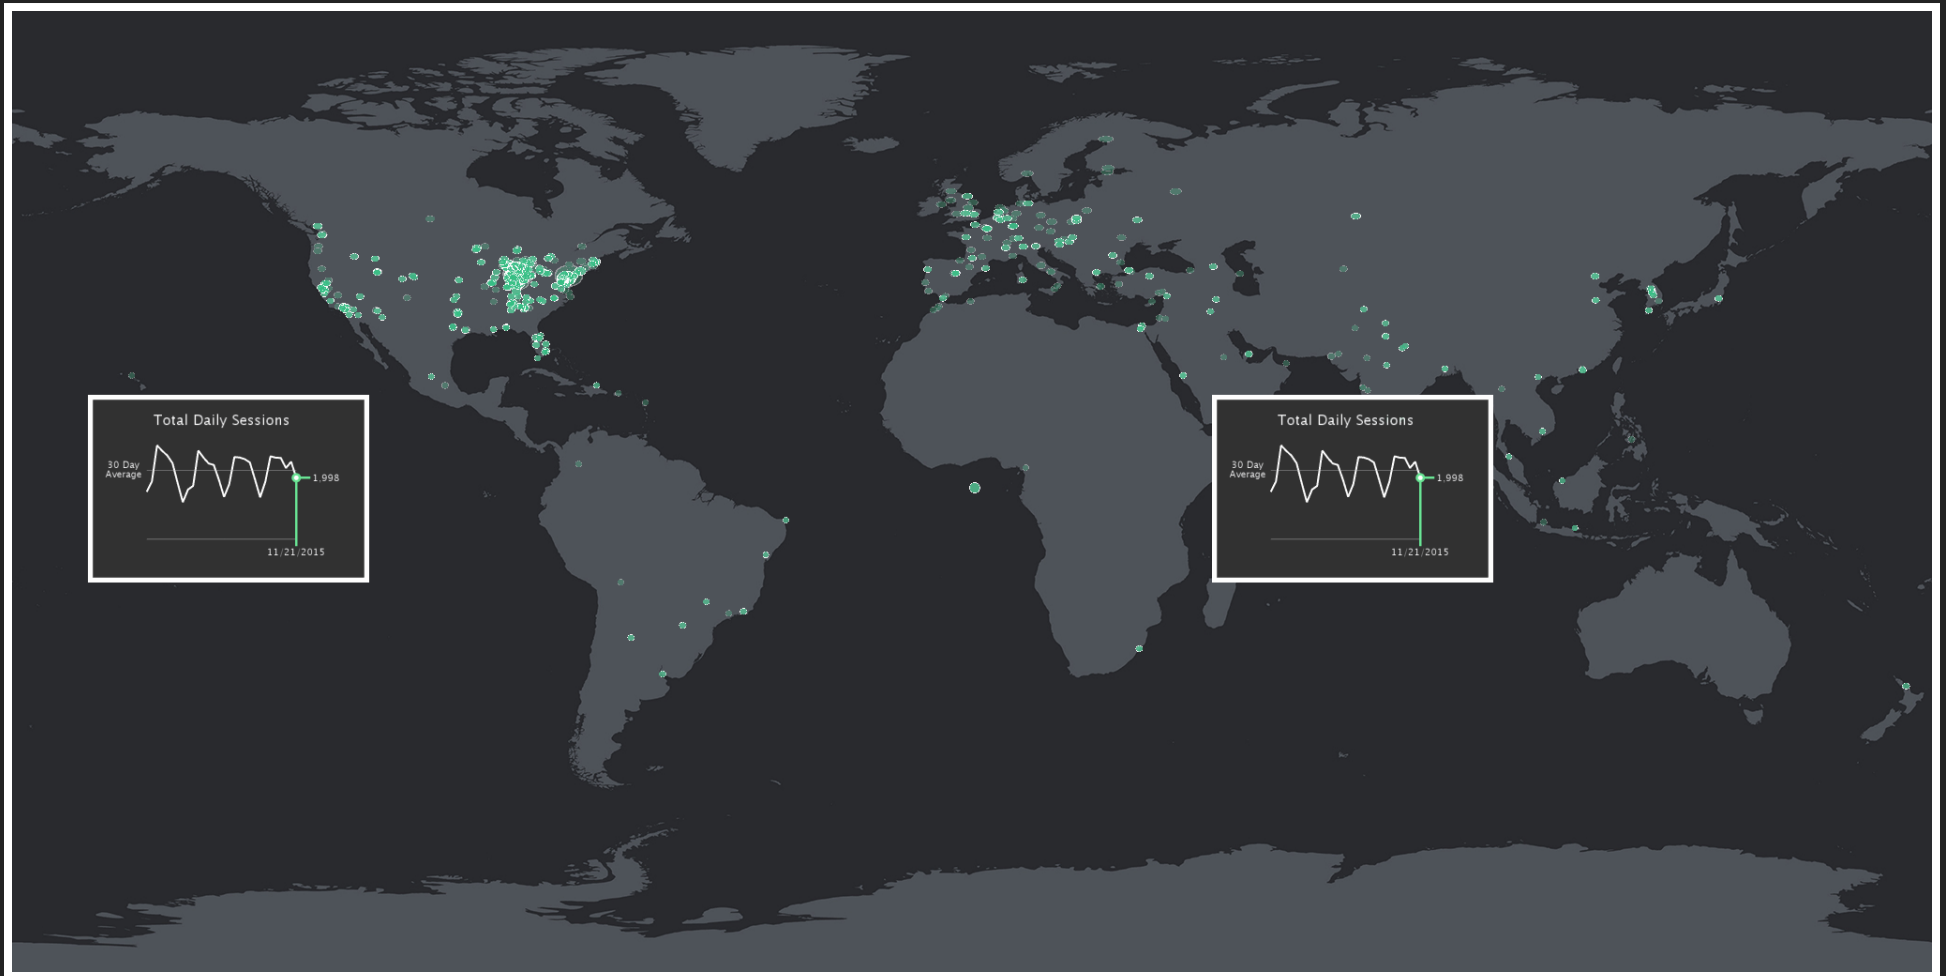 Total Daily Sessions
30 Day
Average
1,998
11/21/2015
Total Daily Sessions
30 Day
Average
1,998
11/21/2015